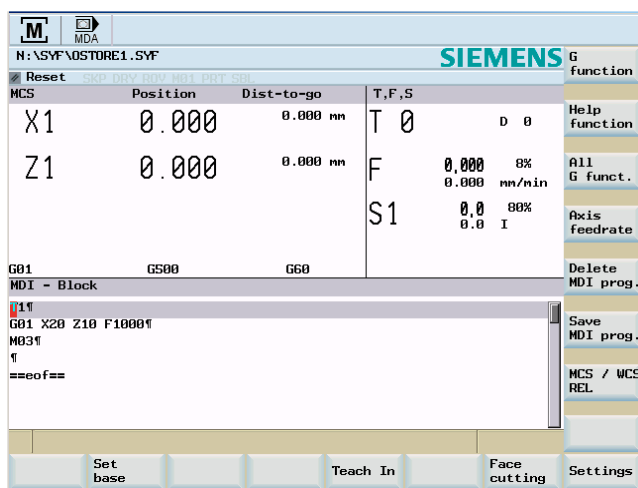 M
MDA
N:\SYF\OSTORE1.SYF
SIEMENS
Reset SKP DRY ROV M01 PRT SBL
MCS Position Dist-to-go T,F,S
X1 0.000 0.000 mm T 0 D 0
Z1 0.000 0.000 mm F 0,000 8%
0.000 mm/min
S1 0,0 80%
0.0 I
G01 G500 G60
MDI - Block
T1¶
G01 X20 Z10 F1000¶
M03¶
¶
==eof==
G
function
Help
function
All
G funct.
Axis
feedrate
Delete
MDI prog.
Save
MDI prog.
MCS / WCS
REL
Set
base
Teach In
Face
cutting
Settings